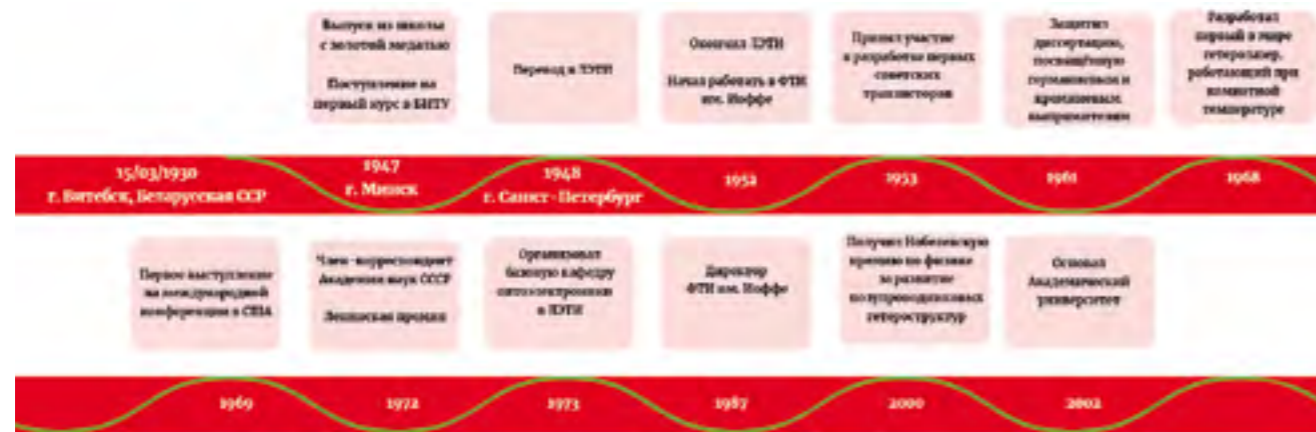 Выпуск из школы
с золотой медалью
Поступление на
первый курс в БПТУ
Перевод в ЛЭТИ
Окончил ЛЭТИ
Начал работать в ФТИ
им. Иоффе
Принял участие
в разработке первых
советских
транзисторов
Защитил
диссертацию,
посвящённую
германиевым и
кремниевым
выпрямителям
Разработал
первый в мире
гетеролазер,
работающий при
комнатной
температуре
15/03/1930
г. Витебск, Беларусская ССР
1947
г. Минск
1948
г. Санкт-Петербург
1952
1953
1961
1968
Первое выступление
на международной
конференции в США
Член-корреспондент
Академии наук СССР
Ленинская премия
Организовал
базовую кафедру
оптоэлектроники
в ЛЭТИ
Директор
ФТИ им. Иоффе
Получил Нобелевскую
премию по физике
за развитие
полупроводниковых
гетероструктур
Основал
Академический
университет
1969
1972
1973
1987
2000
2002